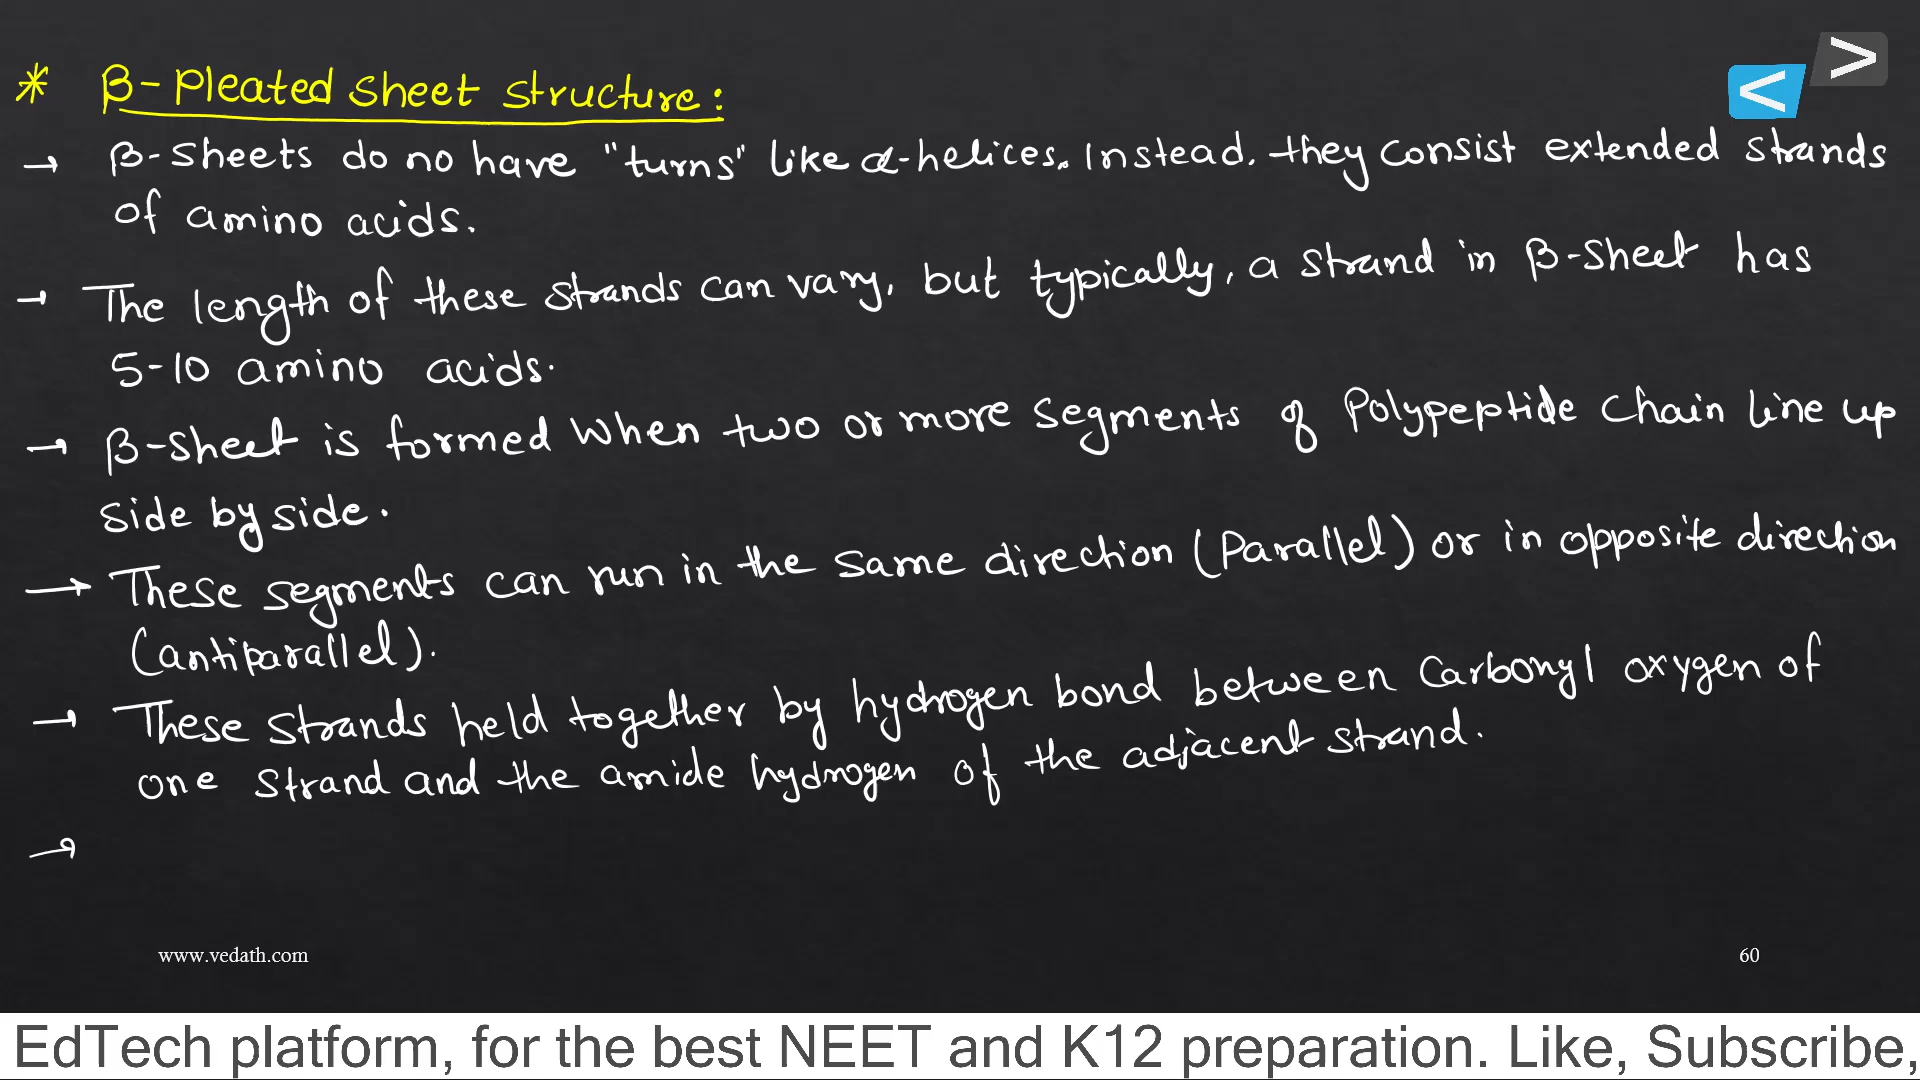 * β-Pleated sheet structure:
→ β-sheets do no have "turns" like α-helices. Instead, they consist extended strands
of amino acids.
→ The length of these strands can vary, but typically, a strand in β-sheet has
5-10 amino acids.
→ β-sheet is formed when two or more segments of Polypeptide chain line up
side by side.
→ These segments can run in the same direction (Parallel) or in opposite direction
(antiparallel).
→ These strands held together by hydrogen bond between Carbonyl oxygen of
one strand and the amide hydrogen of the adjacent strand.
→
www.vedath.com 60
EdTech platform, for the best NEET and K12 preparation. Like, Subscribe,